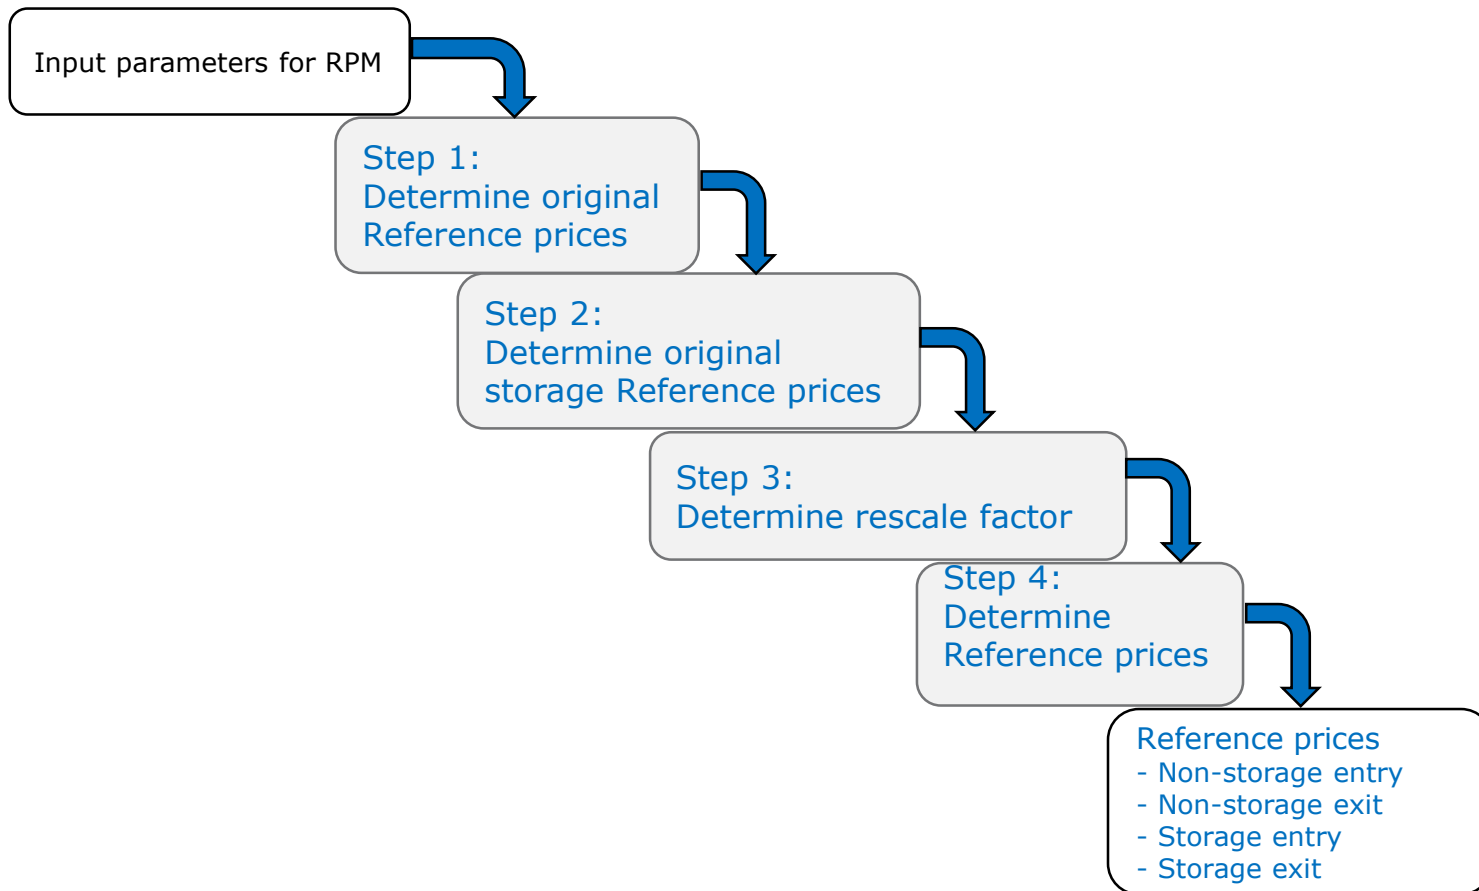 Input parameters for RPM
Step 1:
Determine original
Reference prices
Step 2:
Determine original
storage Reference prices
Step 3:
Determine rescale factor
Step 4:
Determine
Reference prices
Reference prices
- Non-storage entry
- Non-storage exit
- Storage entry
- Storage exit